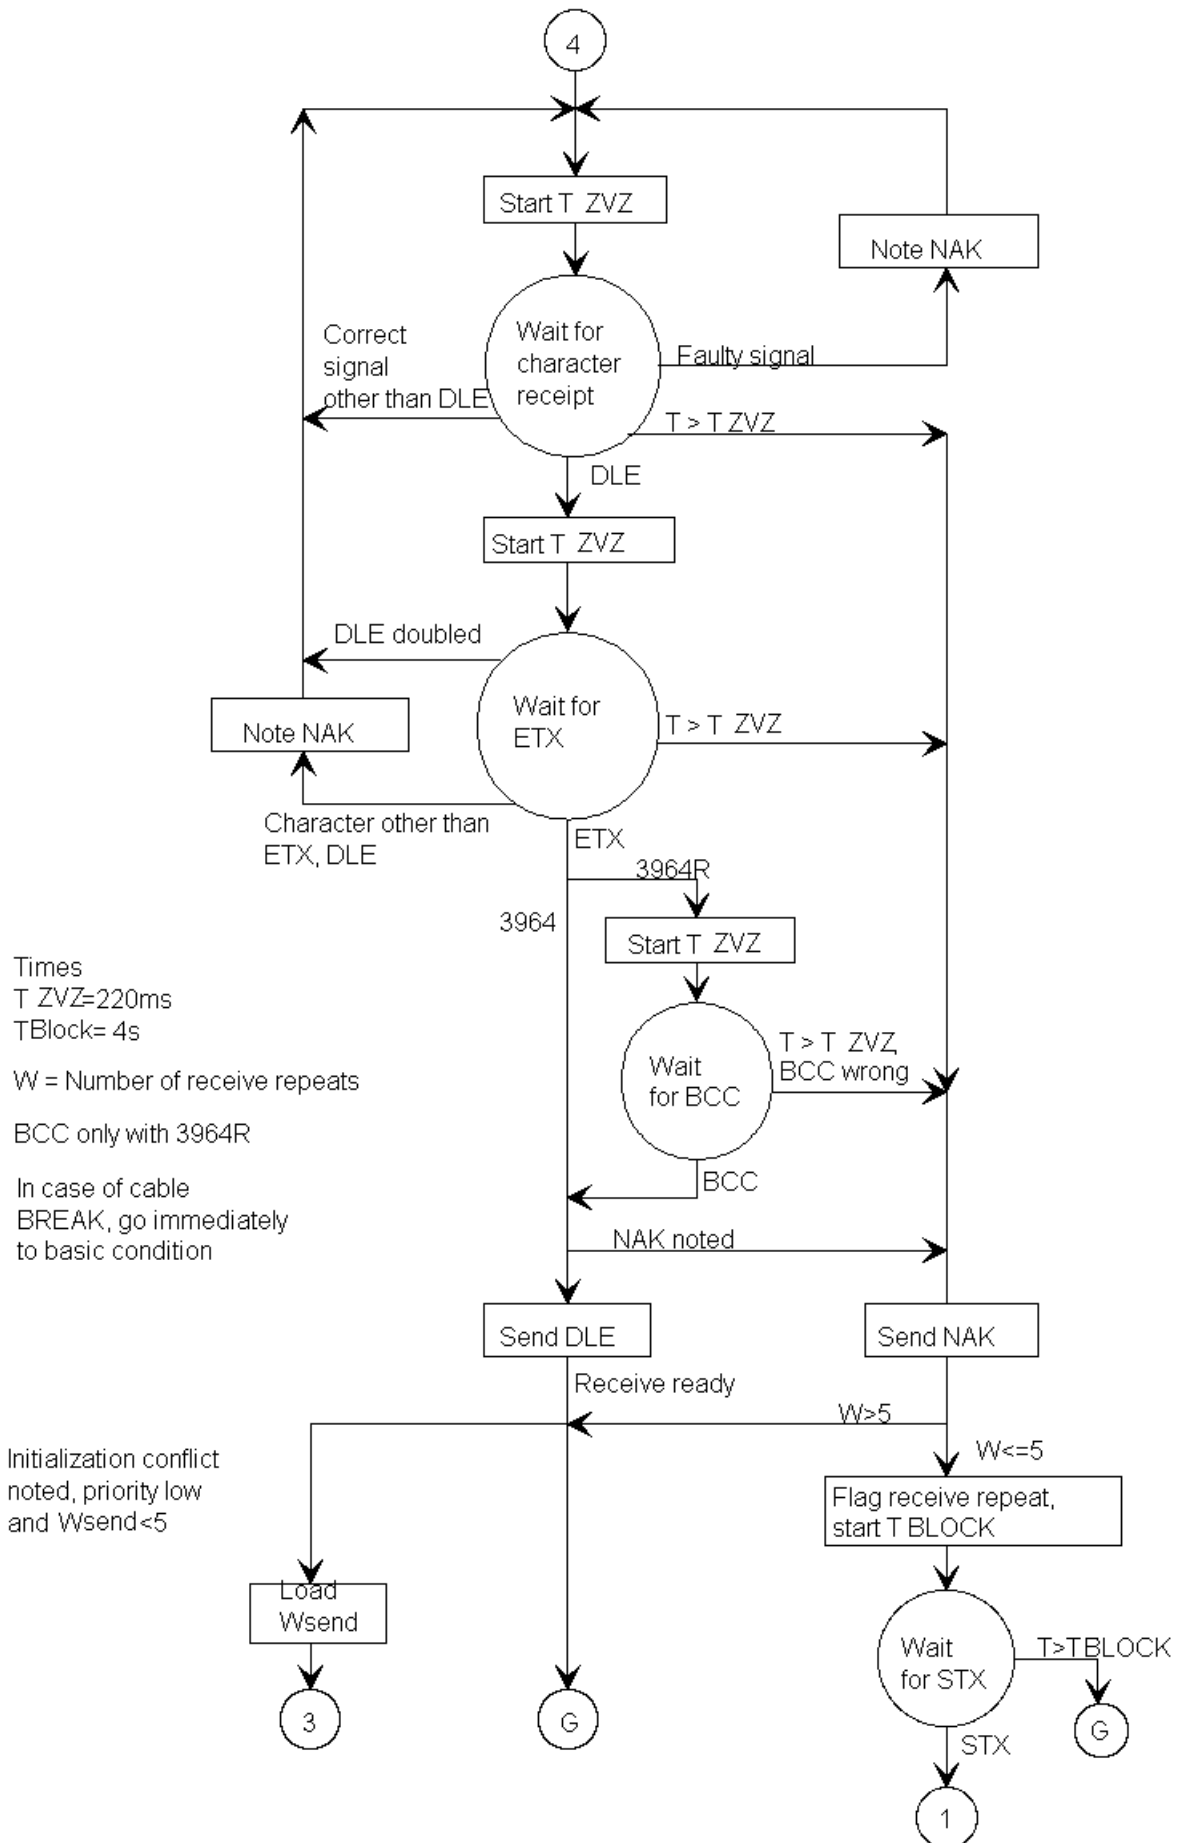 4
Start T ZVZ
Note NAK
Wait for
character
receipt
Correct
signal
other than DLE
Faulty signal
T > T ZVZ
DLE
Start T ZVZ
DLE doubled
Wait for
ETX
T > T ZVZ
Note NAK
Character other than
ETX, DLE
ETX
3964R
3964
Start T ZVZ
Times
T ZVZ=220ms
TBlock= 4s
W = Number of receive repeats
BCC only with 3964R
In case of cable
BREAK, go immediately
to basic condition
Wait
for BCC
T > T ZVZ,
BCC wrong
BCC
NAK noted
Send DLE
Send NAK
Receive ready
W>5
W<=5
Initialization conflict
noted, priority low
and Wsend<5
Flag receive repeat,
start T BLOCK
Load
Wsend
Wait
for STX
T>TBLOCK
3
G
G
STX
1